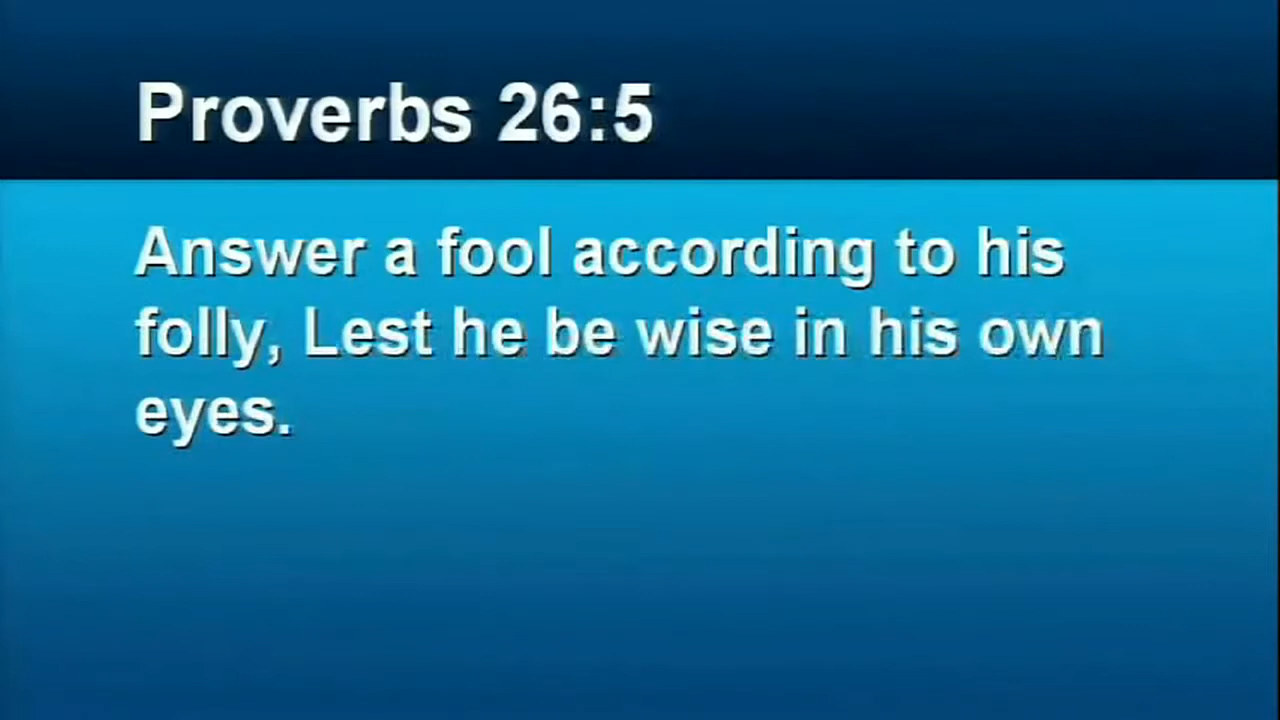 Proverbs 26:5
Answer a fool according to his
folly, Lest he be wise in his own
eyes.